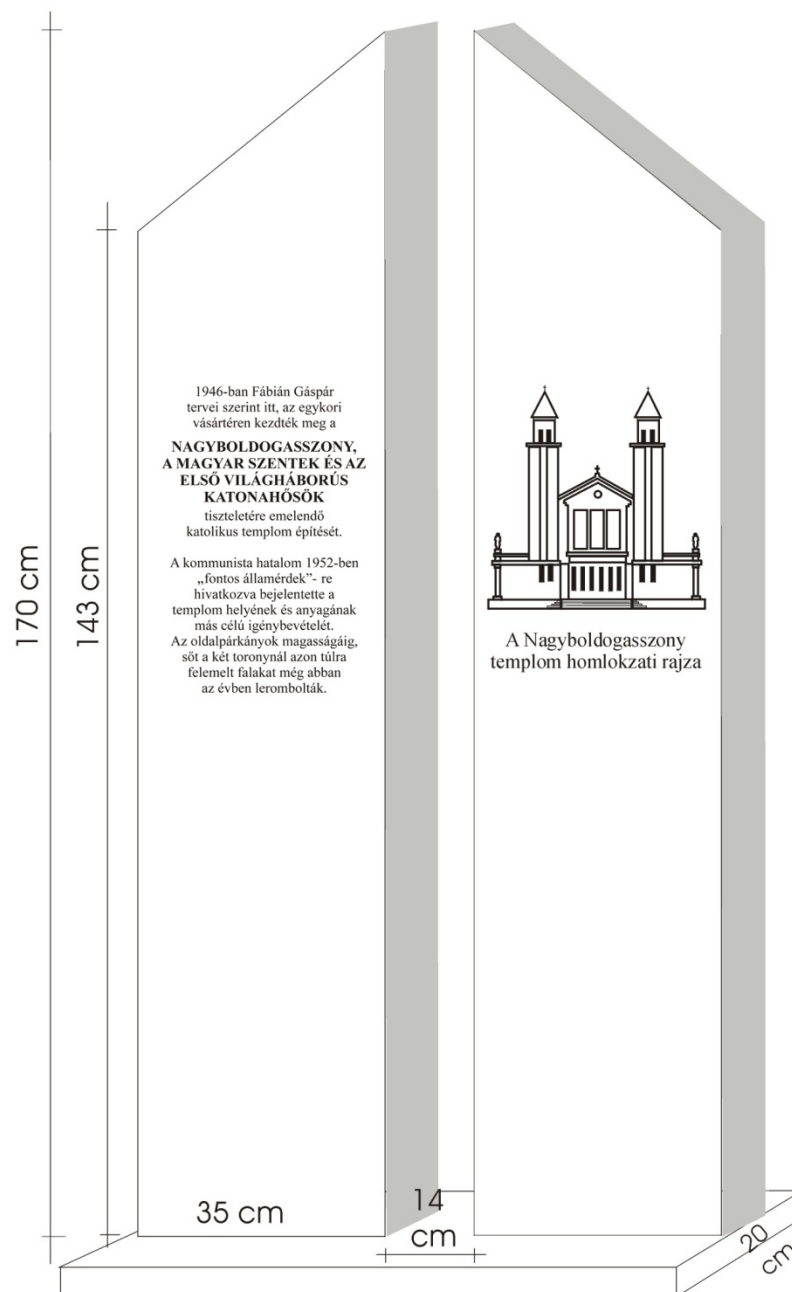 170 cm
143 cm
1946-ban Fábián Gáspár
tervei szerint itt, az egykori
vásártéren kezdték meg a
NAGYBOLDOGASSZONY,
A MAGYAR SZENTEK ÉS AZ
ELSŐ VILÁGHÁBORÚS
KATONAHŐSÖK
tiszteletére emelendő
katolikus templom építését.
A kommunista hatalom 1952-ben
„fontos államérdek”- re
hivatkozva bejelentette a
templom helyének és anyagának
más célú igénybevételét.
Az oldalpárkányok magasságáig,
sőt a két toronynál azon túlra
felemelt falakat még abban
az évben lerombolták.
A Nagyboldogasszony
templom homlokzati rajza
35 cm
14
cm
20
cm